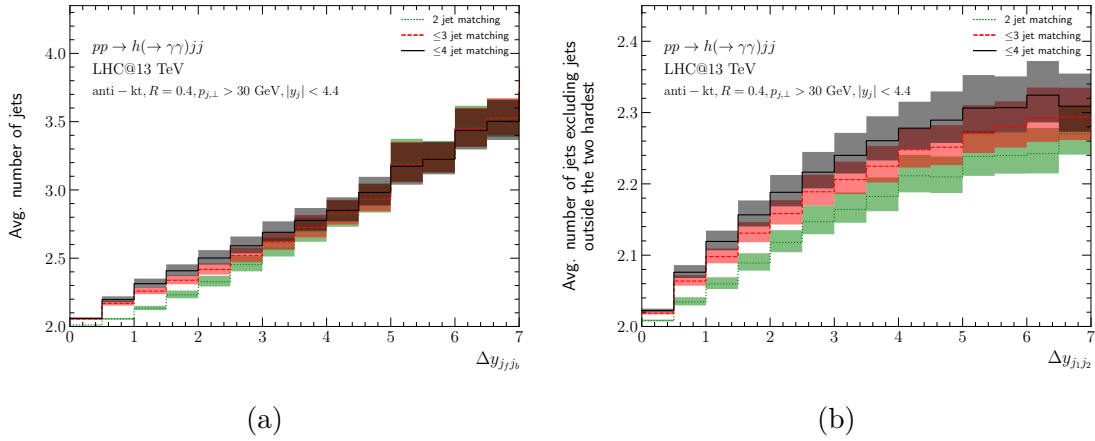 2 jet matching
≤3 jet matching
≤4 jet matching
pp → h(→ γγ)jj
LHC@13 TeV
anti − kt, R = 0.4, p_{j,⊥} > 30 GeV, |y_j| < 4.4
Avg. number of jets
4.0
3.5
3.0
2.5
2.0
0 1 2 3 4 5 6 7
Δy_{j_f j_b}
(a)
2 jet matching
≤3 jet matching
≤4 jet matching
pp → h(→ γγ)jj
LHC@13 TeV
anti − kt, R = 0.4, p_{j,⊥} > 30 GeV, |y_j| < 4.4
Avg. number of jets excluding jets
outside the two hardest
2.4
2.3
2.2
2.1
2.0
0 1 2 3 4 5 6 7
Δy_{j_1 j_2}
(b)